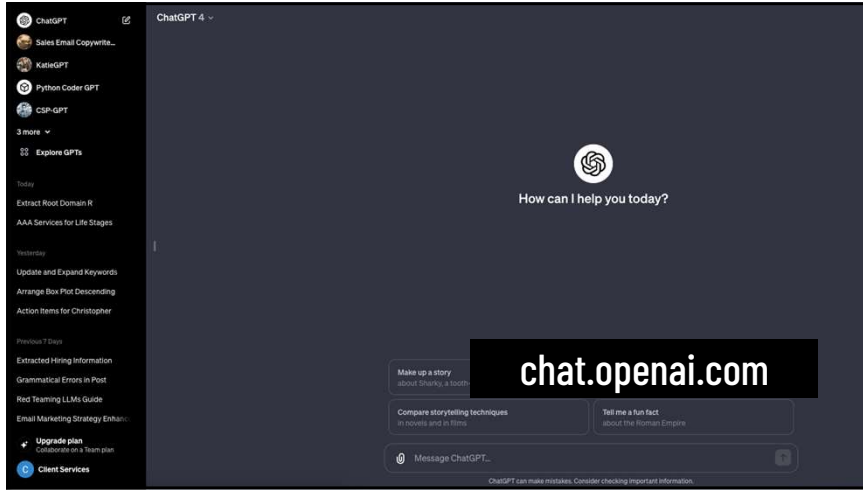 ChatGPT
Sales Email Copywrite...
KatieGPT
Python Coder GPT
CSP-GPT
3 more
Explore GPTs
Today
Extract Root Domain R
AAA Services for Life Stages
Yesterday
Update and Expand Keywords
Arrange Box Plot Descending
Action Items for Christopher
Previous 7 Days
Extracted Hiring Information
Grammatical Errors in Post
Red Teaming LLMs Guide
Email Marketing Strategy Enhanc
Upgrade plan
Collaborate on a Team plan
C
Client Services
ChatGPT 4
How can I help you today?
Make up a story
about Sharky, a tooth-
chat.openai.com
Compare storytelling techniques
in novels and in films
Tell me a fun fact
about the Roman Empire
Message ChatGPT...
ChatGPT can make mistakes. Consider checking important information.